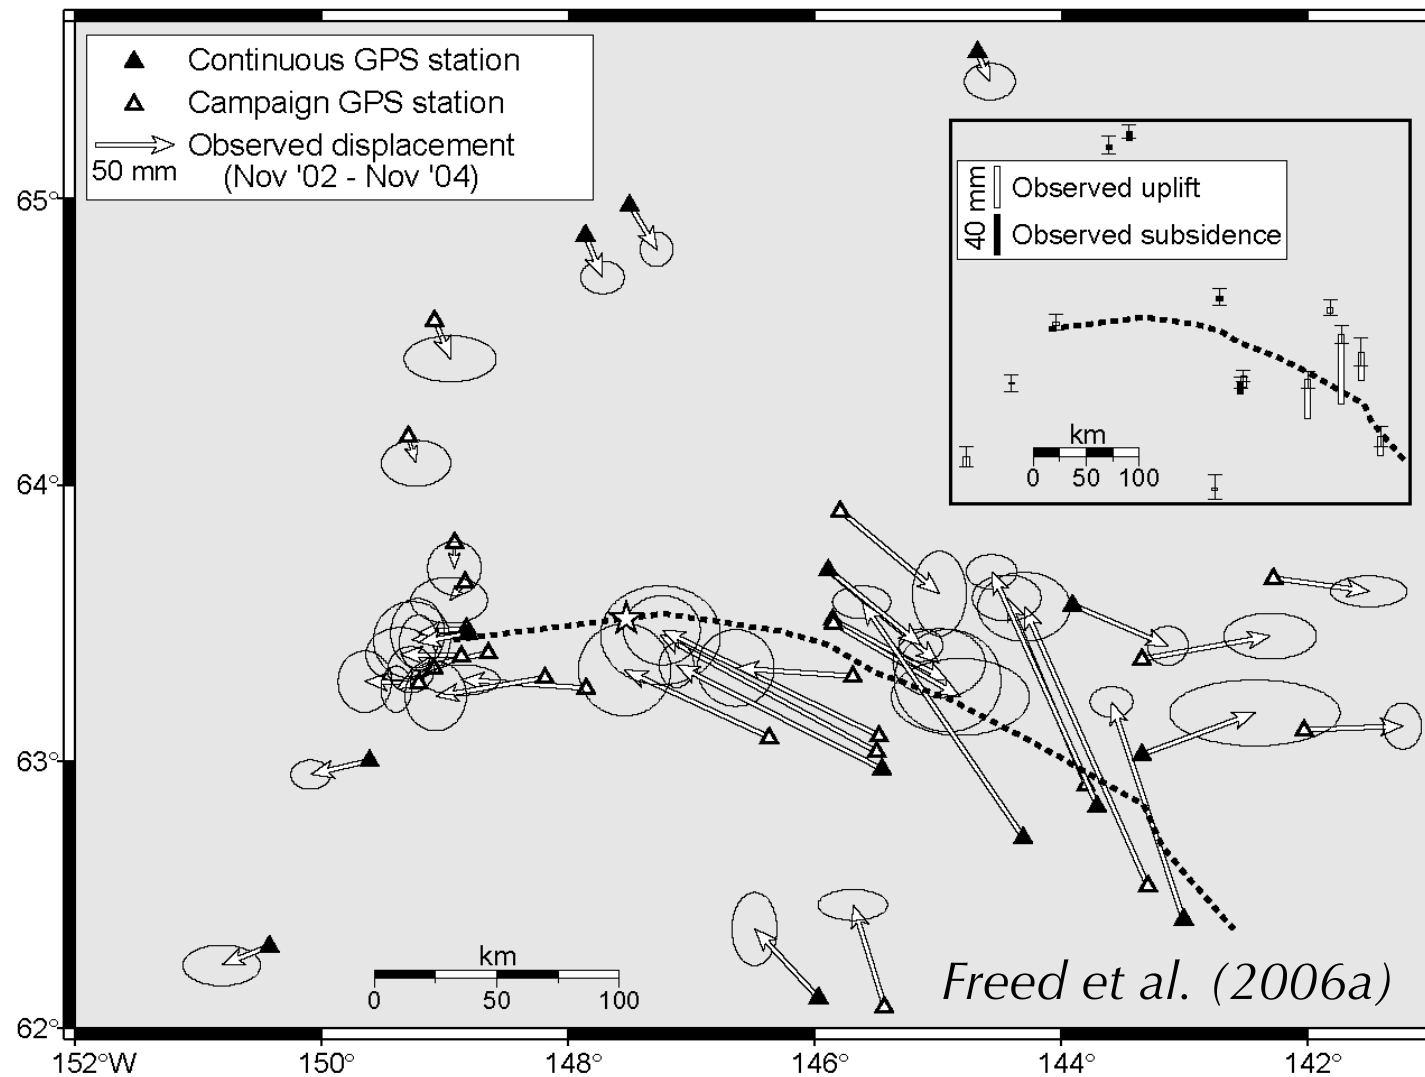 Continuous GPS station
Campaign GPS station
Observed displacement
50 mm (Nov '02 - Nov '04)
40 mm
Observed uplift
Observed subsidence
km
0 50 100
65°
64°
63°
62°
km
0 50 100
Freed et al. (2006a)
152°W 150° 148° 146° 144° 142°